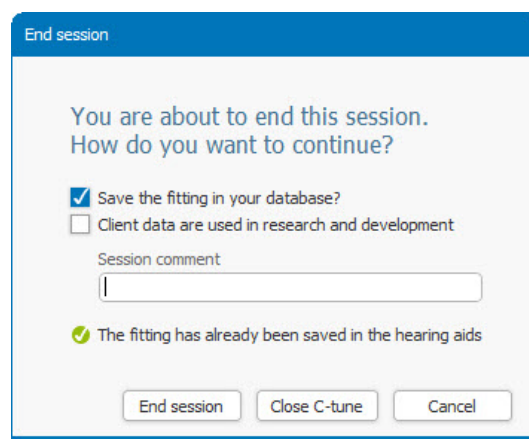 End session
You are about to end this session.
How do you want to continue?
Save the fitting in your database?
Client data are used in research and development
Session comment
The fitting has already been saved in the hearing aids
End session Close C-tune Cancel